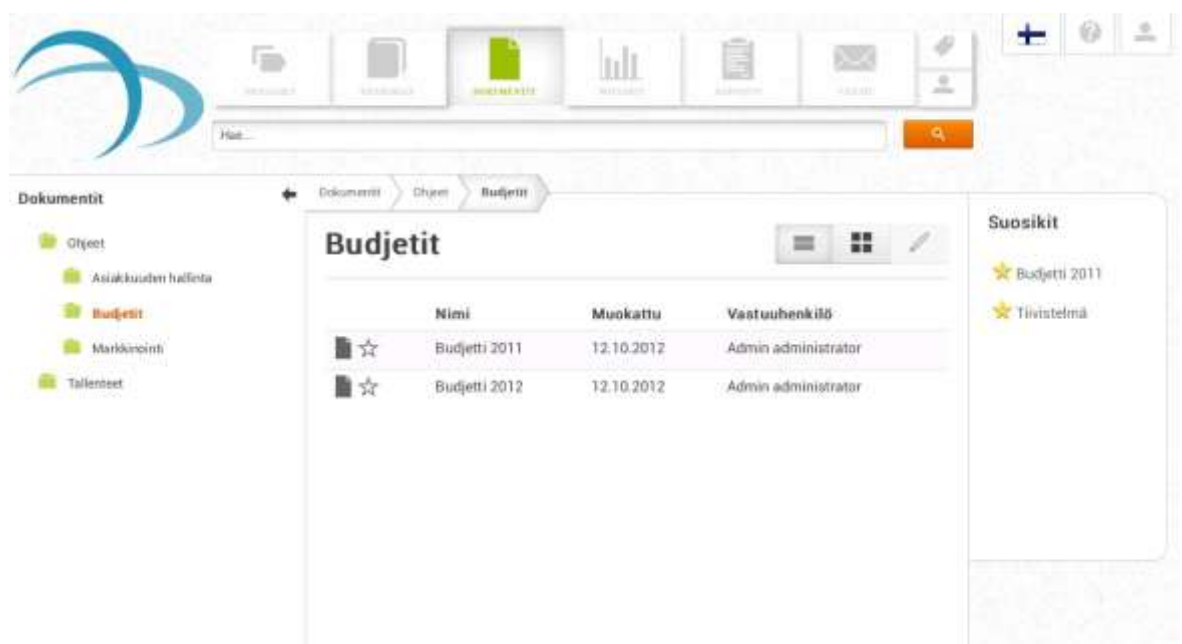 DOKUMENTIT
Hae...
Dokumentit
Ohjeet
Asiakkuuden hallinta
Budjetit
Markkinointi
Tallenteet
Dokumentit Ohjeet Budjetit
Budjetit
Nimi Muokattu Vastuuhenkilö
Budjetti 2011 12.10.2012 Admin administrator
Budjetti 2012 12.10.2012 Admin administrator
Suosikit
Budjetti 2011
Tiivistelmä